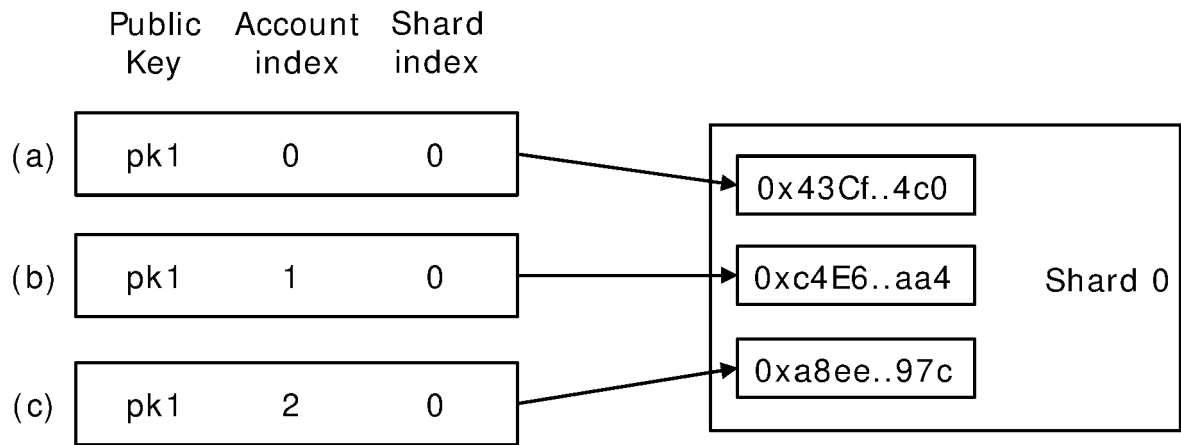 Public Account Shard
Key index index
(a) pk1 0 0
0x43Cf..4c0
(b) pk1 1 0
0xc4E6..aa4
Shard 0
(c) pk1 2 0
0xa8ee..97c